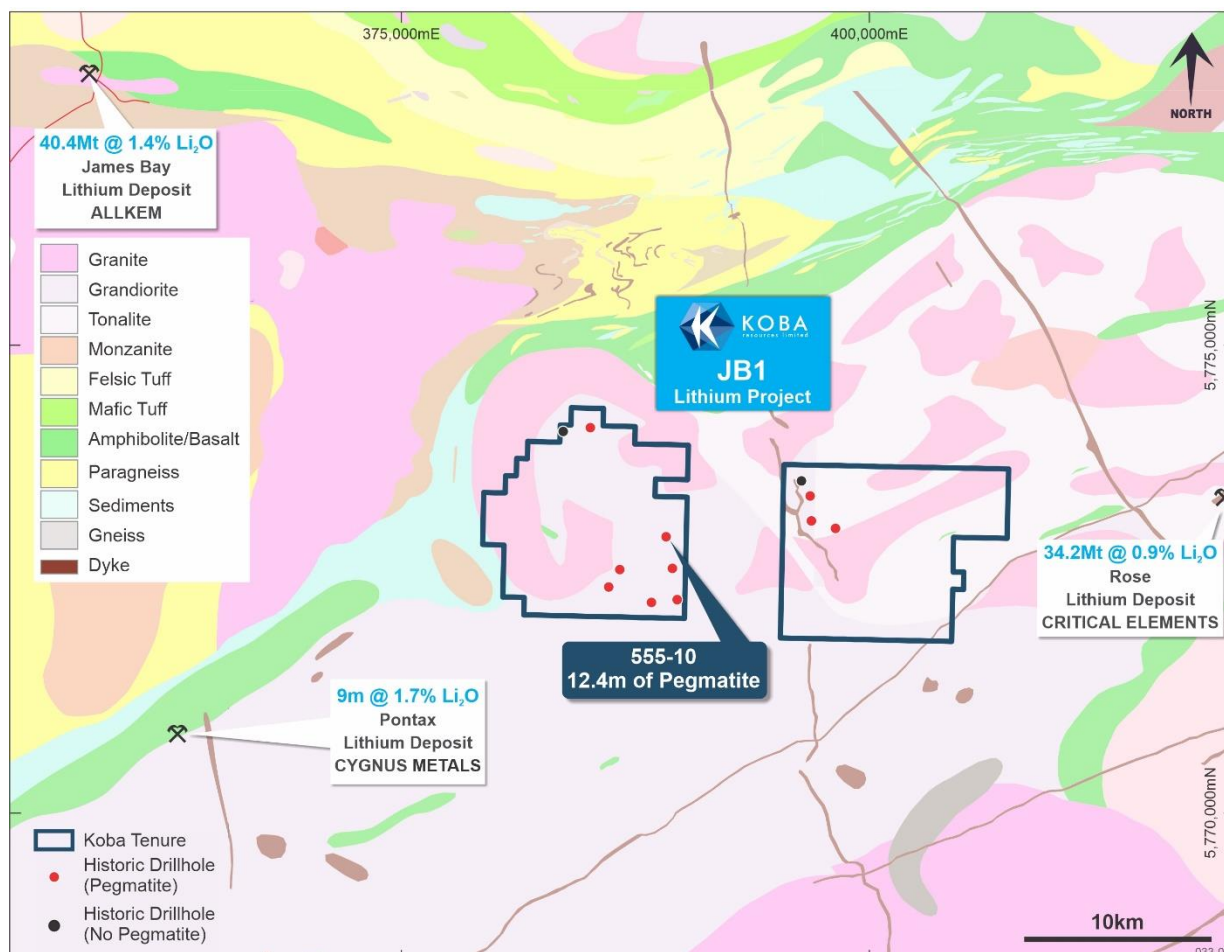 375,000mE
400,000mE
NORTH
40.4Mt @ 1.4% Li₂O
James Bay
Lithium Deposit
ALLKEM
Granite
Grandiorite
Tonalite
Monzanite
Felsic Tuff
Mafic Tuff
Amphibolite/Basalt
Paragneiss
Sediments
Gneiss
Dyke
KOBA
resources limited
JB1
Lithium Project
5,775,000mN
34.2Mt @ 0.9% Li₂O
Rose
Lithium Deposit
CRITICAL ELEMENTS
555-10
12.4m of Pegmatite
9m @ 1.7% Li₂O
Pontax
Lithium Deposit
CYGNUS METALS
5,770,000mN
Koba Tenure
Historic Drillhole
(Pegmatite)
Historic Drillhole
(No Pegmatite)
10km